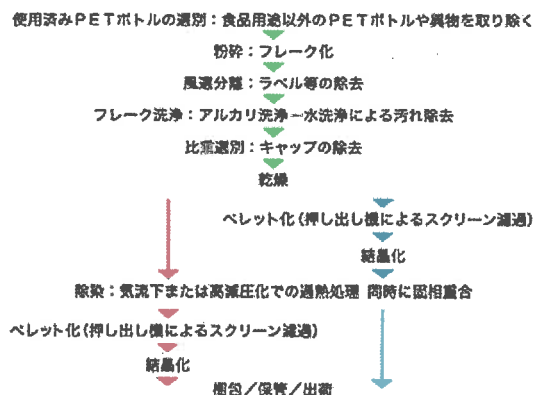 使用済みＰＥＴボトルの選別：食品用途以外のＰＥＴボトルや異物を取り除く
粉砕：フレーク化
風選分離：ラベル等の除去
フレーク洗浄：アルカリ洗浄－水洗浄による汚れ除去
比重選別：キャップの除去
乾燥
ペレット化（押し出し機によるスクリーン濾過）
結晶化
除染：気流下または高減圧化での過熱処理 同時に固相重合
ペレット化（押し出し機によるスクリーン濾過）
結晶化
梱包／保管／出荷